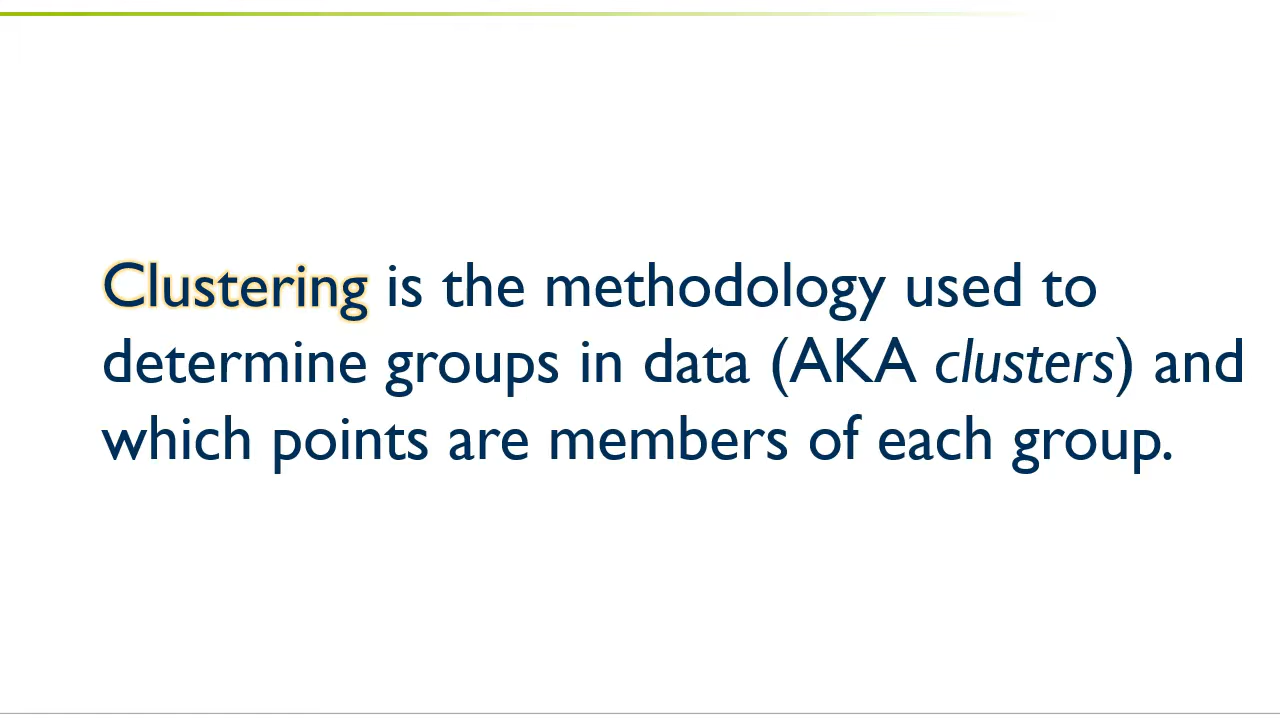 Clustering is the methodology used to
determine groups in data (AKA clusters) and
which points are members of each group.